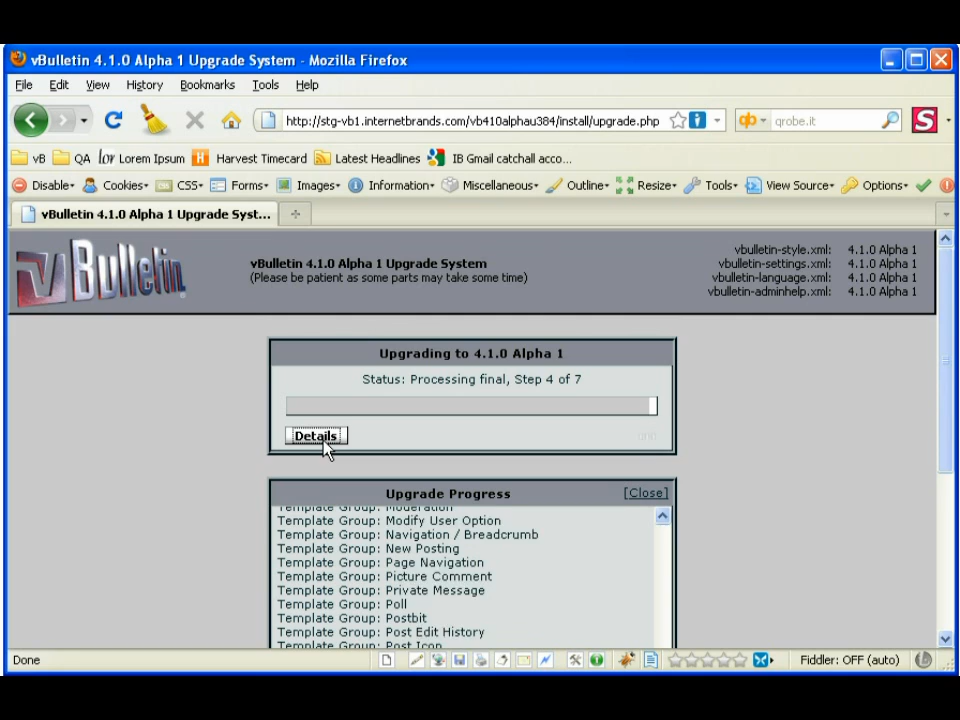 vBulletin 4.1.0 Alpha 1 Upgrade System - Mozilla Firefox
File Edit View History Bookmarks Tools Help
http://stg-vb1.internetbrands.com/vb410alphau384/install/upgrade.php
qrobe.it
S
vB QA Lorem Ipsum Harvest Timecard Latest Headlines IB Gmail catchall acco...
Disable Cookies CSS Forms Images Information Miscellaneous Outline Resize Tools View Source Options
vBulletin 4.1.0 Alpha 1 Upgrade Syst...
vBulletin
vBulletin 4.1.0 Alpha 1 Upgrade System
(Please be patient as some parts may take some time)
vbulletin-style.xml: 4.1.0 Alpha 1
vbulletin-settings.xml: 4.1.0 Alpha 1
vbulletin-language.xml: 4.1.0 Alpha 1
vbulletin-adminhelp.xml: 4.1.0 Alpha 1
Upgrading to 4.1.0 Alpha 1
Status: Processing final, Step 4 of 7
Details
Upgrade Progress [Close]
Template Group: Moderation
Template Group: Modify User Option
Template Group: Navigation / Breadcrumb
Template Group: New Posting
Template Group: Page Navigation
Template Group: Picture Comment
Template Group: Private Message
Template Group: Poll
Template Group: Postbit
Template Group: Post Edit History
Template Group: Post Icon
Done
Fiddler: OFF (auto)